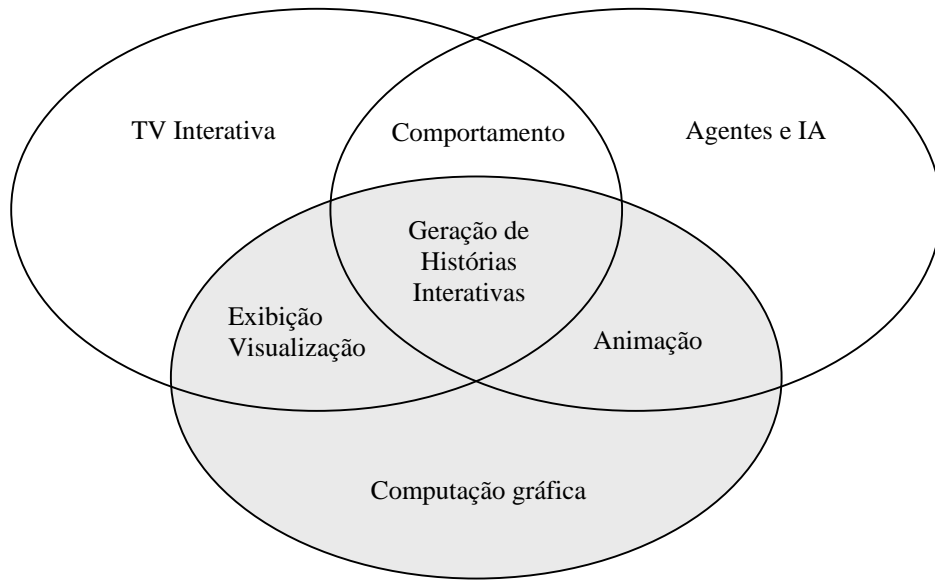 TV Interativa
Comportamento
Agentes e IA
Geração de
Histórias
Interativas
Exibição
Visualização
Animação
Computação gráfica